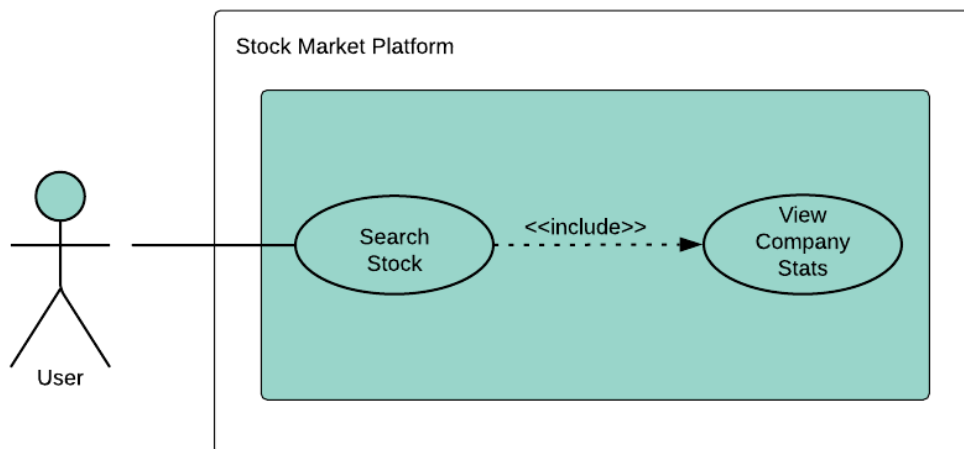 Stock Market Platform
Search
Stock
<<include>>
View
Company
Stats
User